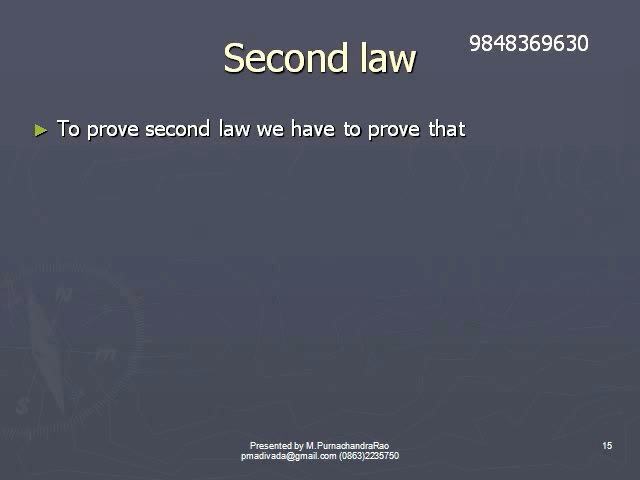 9848369630
Second law
► To prove second law we have to prove that
N
m
S
Presented by M.PurnachandraRao
pmadivada@gmail.com (0863)2235750
15